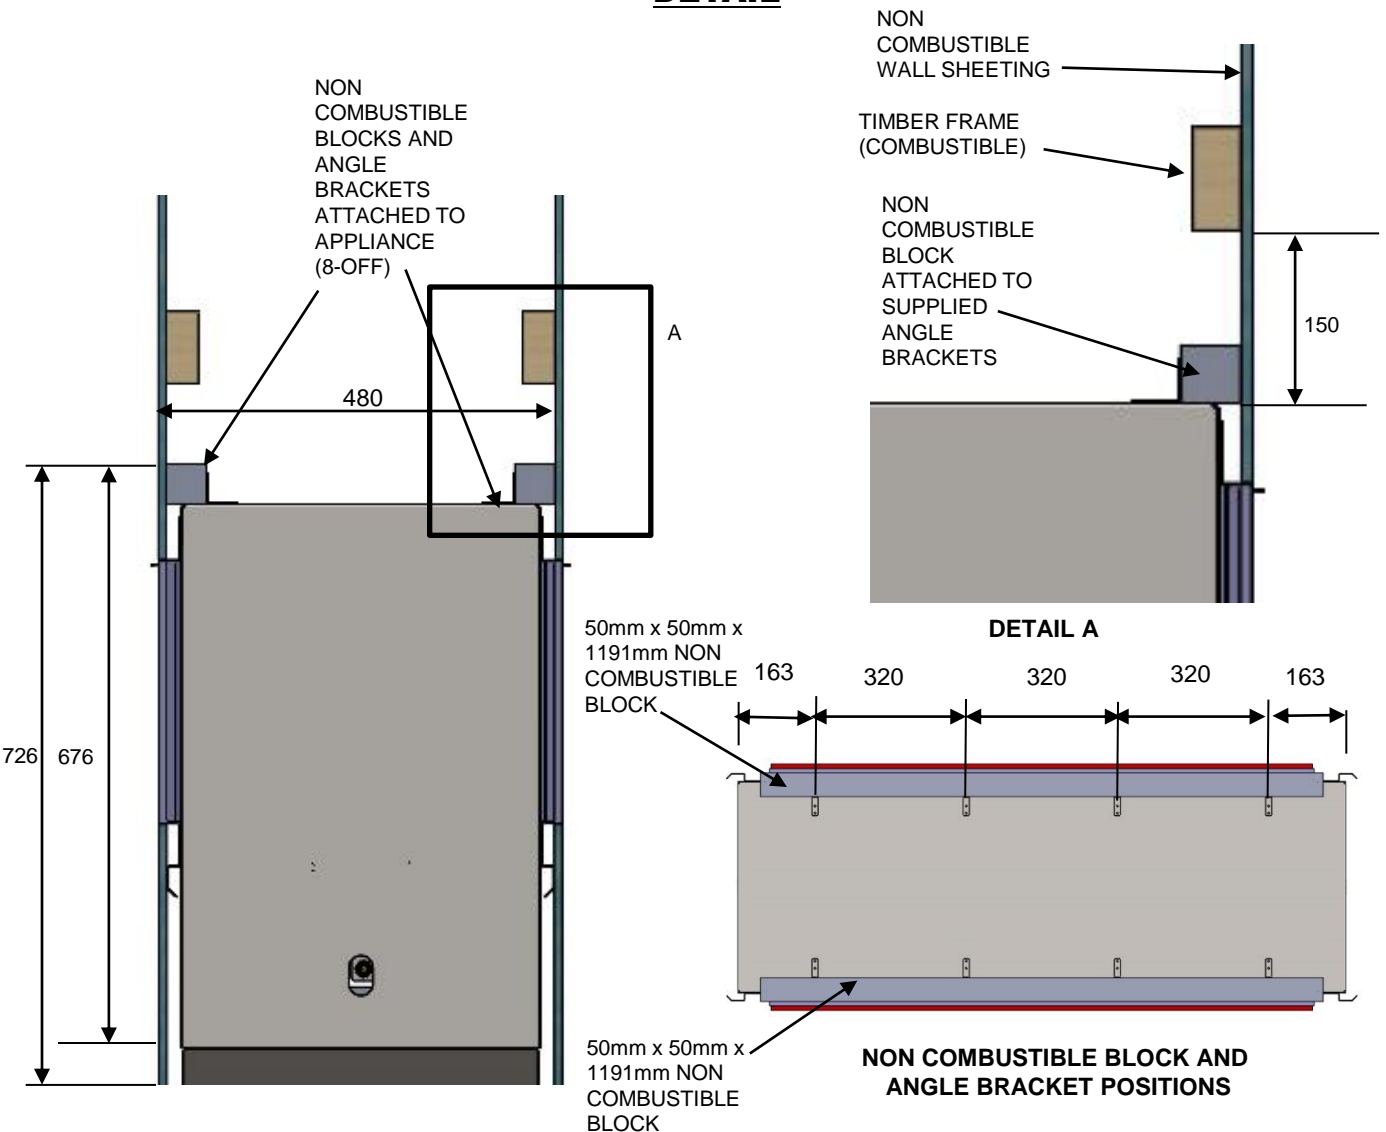 DETAIL
NON
COMBUSTIBLE
BLOCKS AND
ANGLE
BRACKETS
ATTACHED TO
APPLIANCE
(8-OFF)
A
480
726
676
NON
COMBUSTIBLE
WALL SHEETING
TIMBER FRAME
(COMBUSTIBLE)
NON
COMBUSTIBLE
BLOCK
ATTACHED TO
SUPPLIED
ANGLE
BRACKETS
150
DETAIL A
50mm x 50mm x
1191mm NON
COMBUSTIBLE
BLOCK
163
320
320
320
163
50mm x 50mm x
1191mm NON
COMBUSTIBLE
BLOCK
NON COMBUSTIBLE BLOCK AND
ANGLE BRACKET POSITIONS